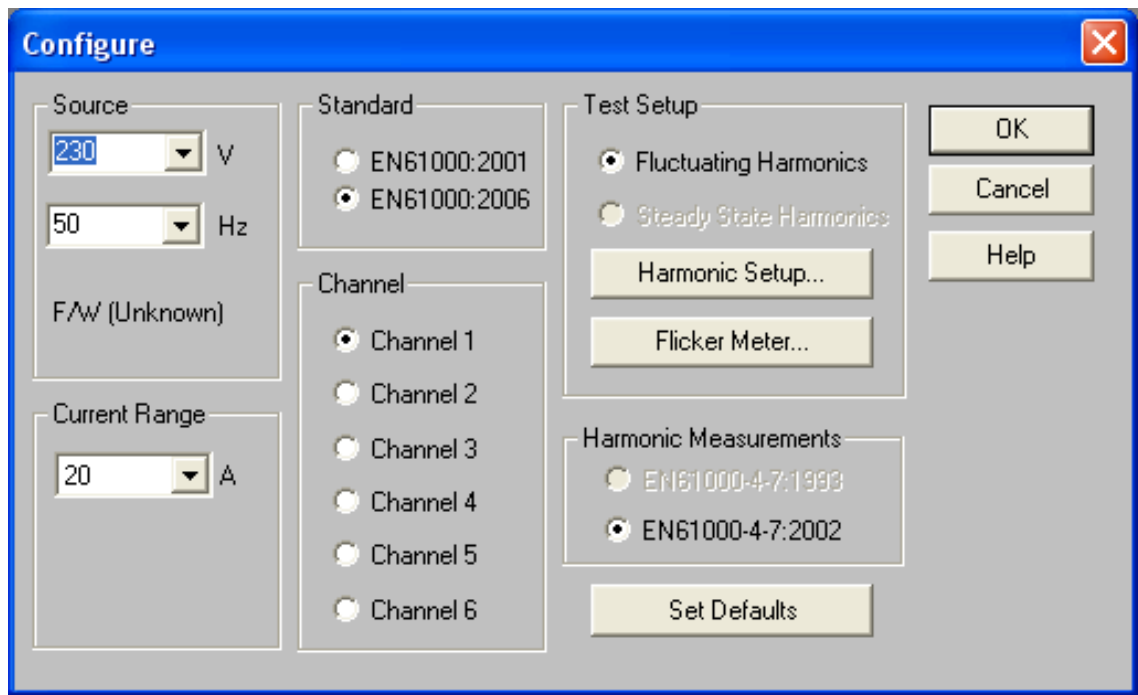 Configure
Source
230 V
50 Hz
F/W (Unknown)
Current Range
20 A
Standard
EN61000:2001
EN61000:2006
Channel
Channel 1
Channel 2
Channel 3
Channel 4
Channel 5
Channel 6
Test Setup
Fluctuating Harmonics
Steady State Harmonics
Harmonic Setup...
Flicker Meter...
Harmonic Measurements
EN61000-4-7:1993
EN61000-4-7:2002
Set Defaults
OK
Cancel
Help